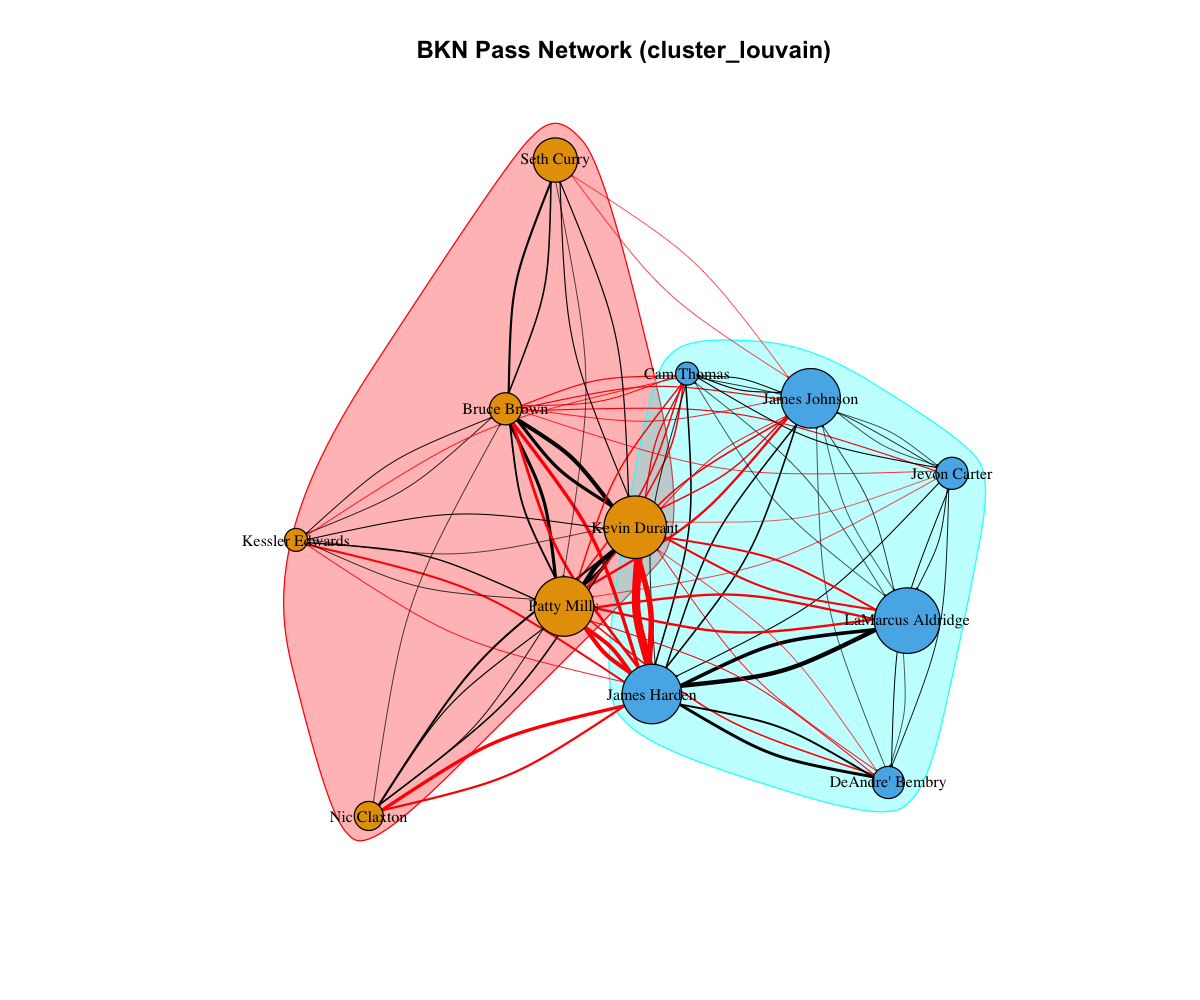 BKN Pass Network (cluster_louvain)
Seth Curry
Cam Thomas
James Johnson
Bruce Brown
Jevon Carter
Kevin Durant
Kessler Edwards
Patty Mills
LaMarcus Aldridge
James Harden
DeAndre' Bembry
Nic Claxton